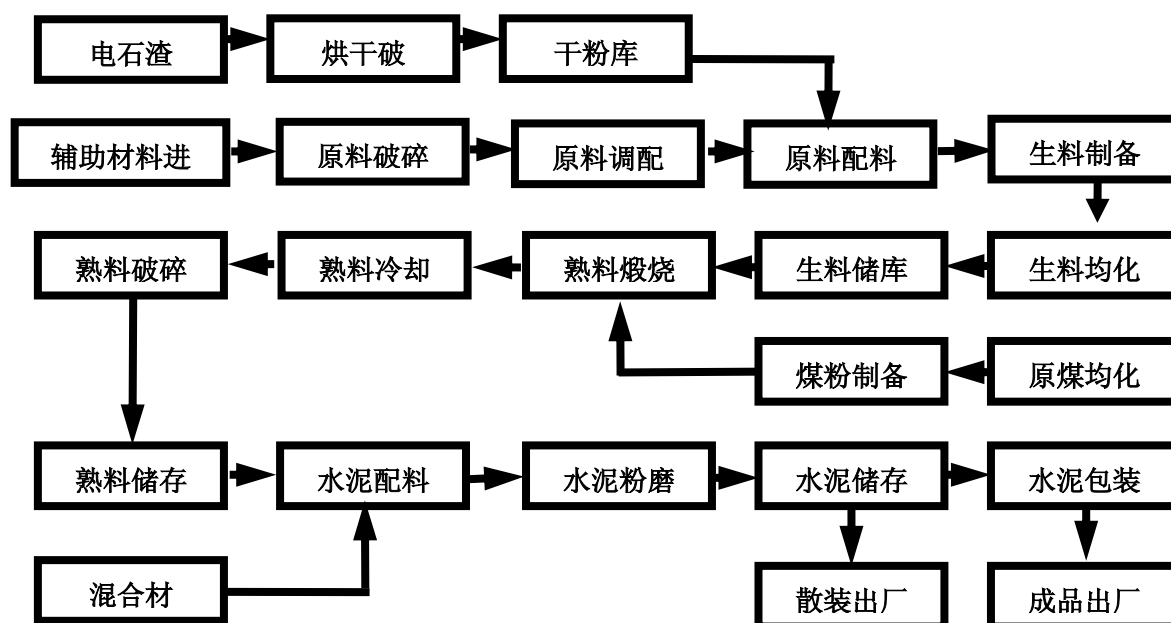 电石渣
烘干破
干粉库
辅助材料进
原料破碎
原料调配
原料配料
生料制备
熟料破碎
熟料冷却
熟料煅烧
生料储库
生料均化
煤粉制备
原煤均化
熟料储存
水泥配料
水泥粉磨
水泥储存
水泥包装
混合材
散装出厂
成品出厂